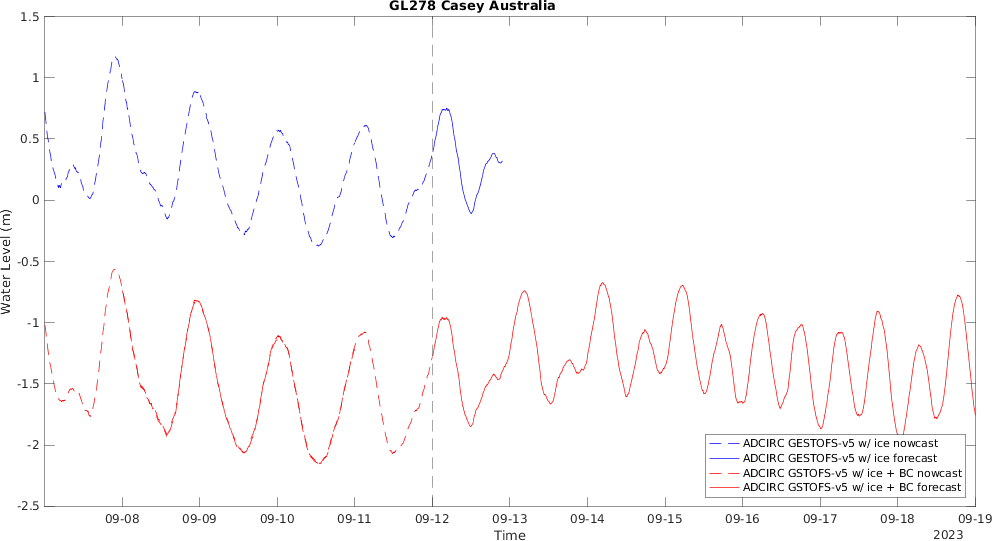 GL278 Casey Australia
1.5
1
0.5
0
-0.5
-1
-1.5
-2
-2.5
Water Level (m)
ADCIRC GESTOFS-v5 w/ ice nowcast
ADCIRC GESTOFS-v5 w/ ice forecast
ADCIRC GSTOFS-v5 w/ ice + BC nowcast
ADCIRC GSTOFS-v5 w/ ice + BC forecast
09-08 09-09 09-10 09-11 09-12 09-13 09-14 09-15 09-16 09-17 09-18 09-19
Time
2023